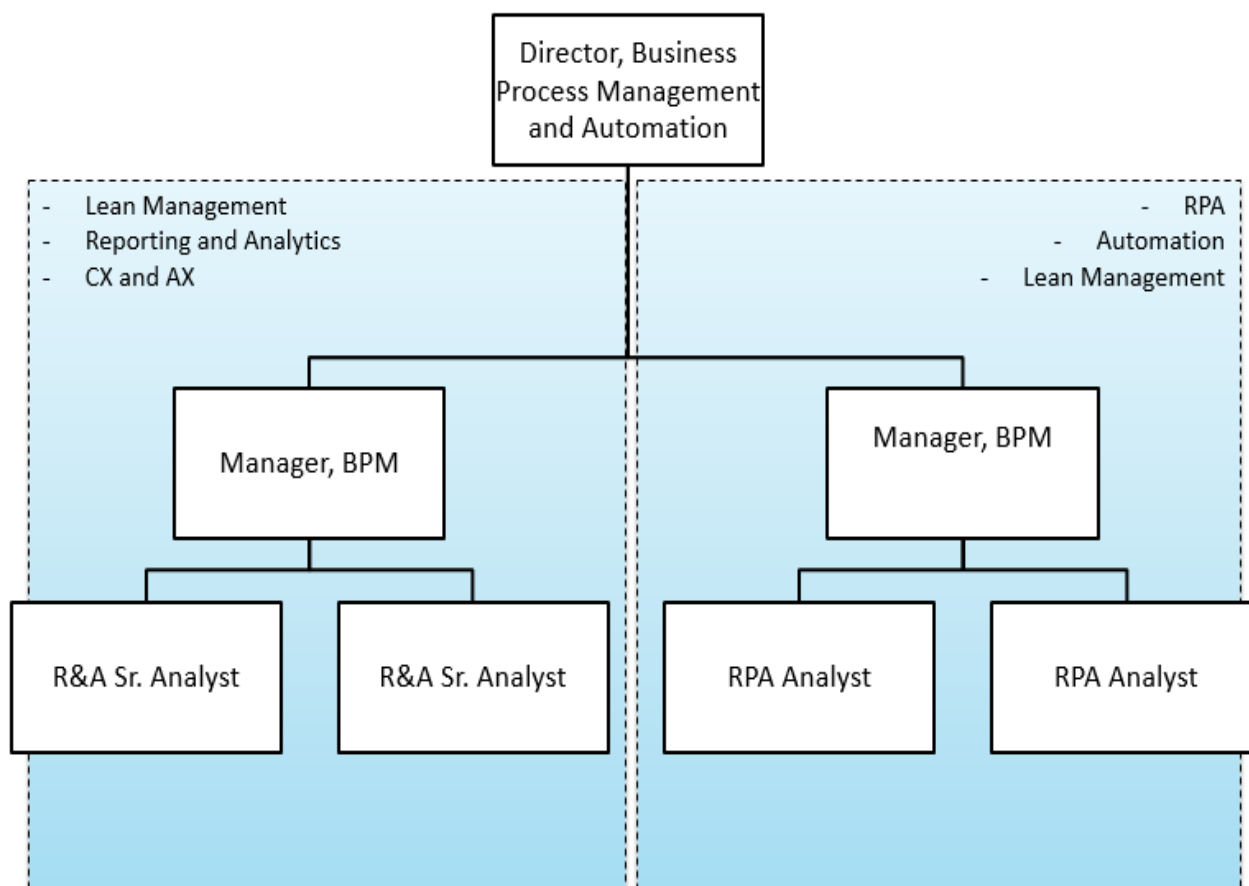 Director, Business
Process Management
and Automation
- Lean Management
- Reporting and Analytics
- CX and AX
- RPA
- Automation
- Lean Management
Manager, BPM
Manager, BPM
R&A Sr. Analyst
R&A Sr. Analyst
RPA Analyst
RPA Analyst